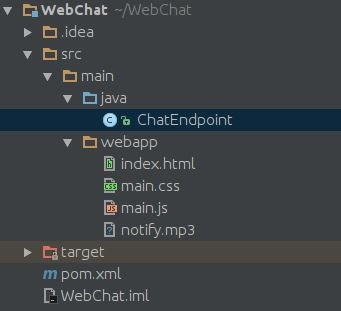 WebChat ~/WebChat
.idea
src
main
java
ChatEndpoint
webapp
index.html
main.css
main.js
notify.mp3
target
pom.xml
WebChat.iml